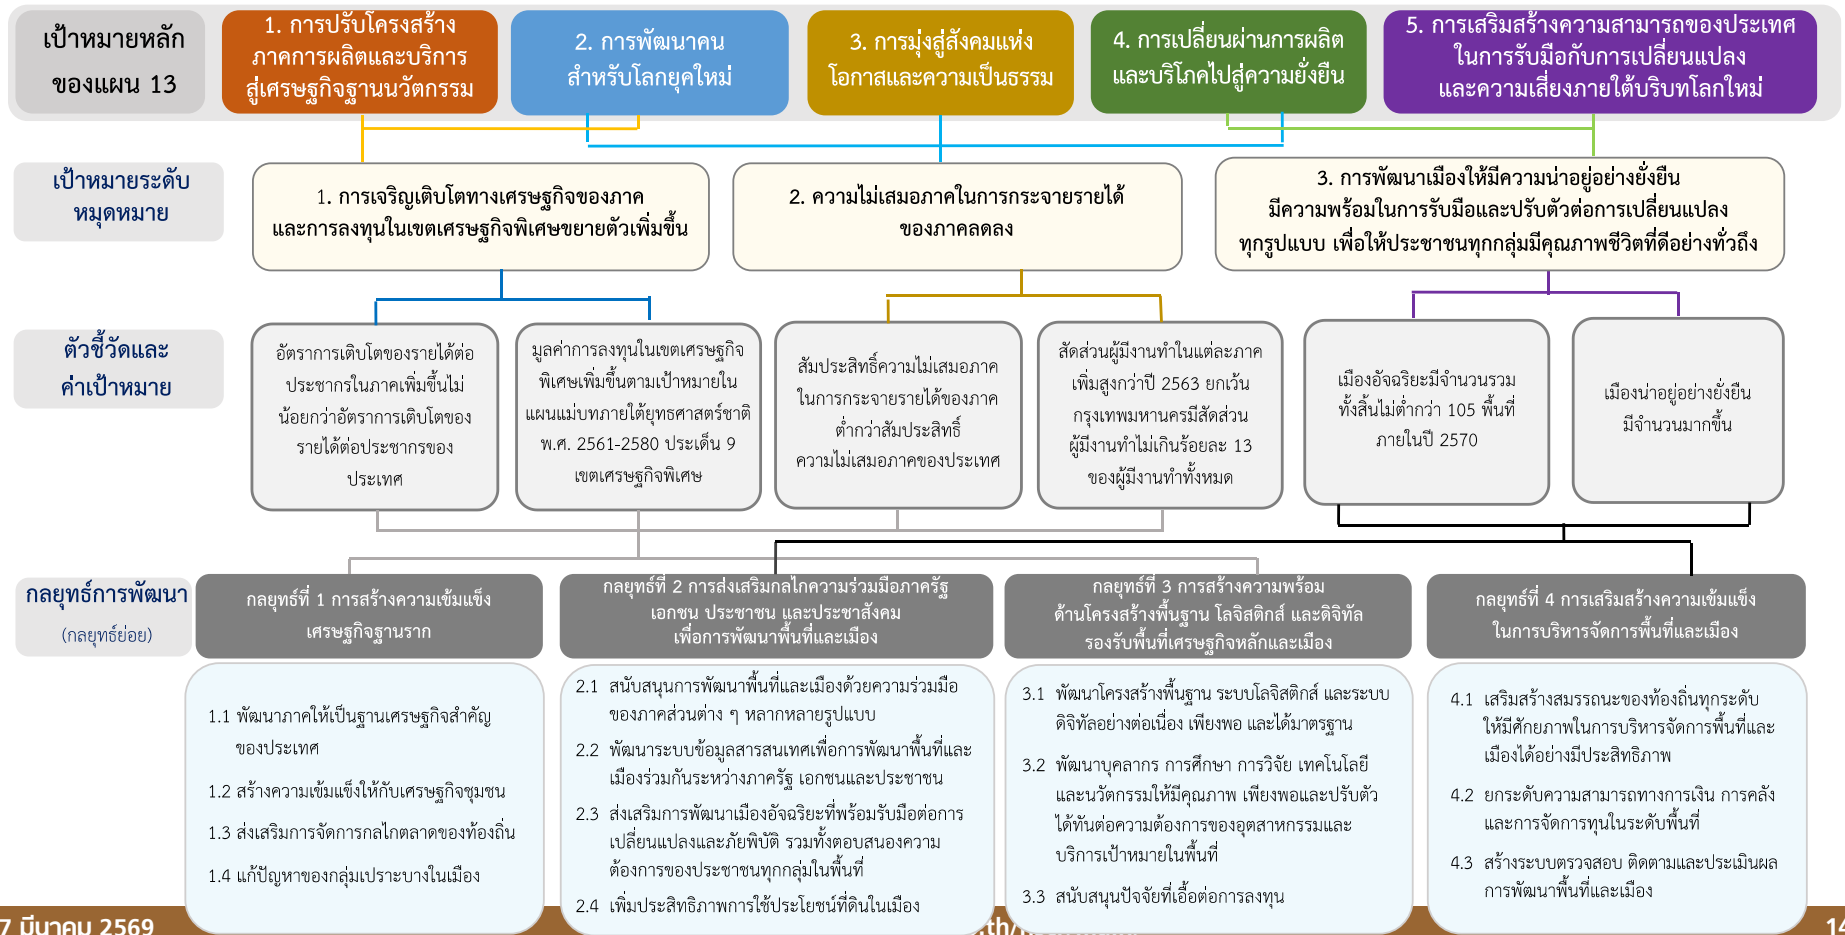 เป้าหมายหลัก
ของแผน 13
1. การปรับโครงสร้าง
ภาคการผลิตและบริการ
สู่เศรษฐกิจฐานนวัตกรรม
2. การพัฒนาคน
สำหรับโลกยุคใหม่
3. การมุ่งสู่สังคมแห่ง
โอกาสและความเป็นธรรม
4. การเปลี่ยนผ่านการผลิต
และบริโภคไปสู่ความยั่งยืน
5. การเสริมสร้างความสามารถของประเทศ
ในการรับมือกับการเปลี่ยนแปลง
และความเสี่ยงภายใต้บริบทโลกใหม่
เป้าหมายระดับ
หมุดหมาย
1. การเจริญเติบโตทางเศรษฐกิจของภาค
และการลงทุนในเขตเศรษฐกิจพิเศษขยายตัวเพิ่มขึ้น
2. ความไม่เสมอภาคในการกระจายรายได้
ของภาคลดลง
3. การพัฒนาเมืองให้มีความน่าอยู่อย่างยั่งยืน
มีความพร้อมในการรับมือและปรับตัวต่อการเปลี่ยนแปลง
ทุกรูปแบบ เพื่อให้ประชาชนทุกกลุ่มมีคุณภาพชีวิตที่ดีอย่างทั่วถึง
ตัวชี้วัดและ
ค่าเป้าหมาย
อัตราการเติบโตของรายได้ต่อ
ประชากรในภาคเพิ่มขึ้นไม่
น้อยกว่าอัตราการเติบโตของ
รายได้ต่อประชากรของ
ประเทศ
มูลค่าการลงทุนในเขตเศรษฐกิจ
พิเศษเพิ่มขึ้นตามเป้าหมายใน
แผนแม่บทภายใต้ยุทธศาสตร์ชาติ
พ.ศ. 2561-2580 ประเด็น 9
เขตเศรษฐกิจพิเศษ
สัมประสิทธิ์ความไม่เสมอภาค
ในการกระจายรายได้ของภาค
ต่ำกว่าสัมประสิทธิ์
ความไม่เสมอภาคของประเทศ
สัดส่วนผู้มีงานทำในแต่ละภาค
เพิ่มสูงกว่าปี 2563 ยกเว้น
กรุงเทพมหานครมีสัดส่วน
ผู้มีงานทำไม่เกินร้อยละ 13
ของผู้มีงานทำทั้งหมด
เมืองอัจฉริยะมีจำนวนรวม
ทั้งสิ้นไม่ต่ำกว่า 105 พื้นที่
ภายในปี 2570
เมืองน่าอยู่อย่างยั่งยืน
มีจำนวนมากขึ้น
กลยุทธ์การพัฒนา
(กลยุทธ์ย่อย)
กลยุทธ์ที่ 1 การสร้างความเข้มแข็ง
เศรษฐกิจฐานราก
กลยุทธ์ที่ 2 การส่งเสริมกลไกความร่วมมือภาครัฐ
เอกชน ประชาชน และประชาสังคม
เพื่อการพัฒนาพื้นที่และเมือง
กลยุทธ์ที่ 3 การสร้างความพร้อม
ด้านโครงสร้างพื้นฐาน โลจิสติกส์ และดิจิทัล
รองรับพื้นที่เศรษฐกิจหลักและเมือง
กลยุทธ์ที่ 4 การเสริมสร้างความเข้มแข็ง
ในการบริหารจัดการพื้นที่และเมือง
1.1 พัฒนาภาคให้เป็นฐานเศรษฐกิจสำคัญ
ของประเทศ
1.2 สร้างความเข้มแข็งให้กับเศรษฐกิจชุมชน
1.3 ส่งเสริมการจัดการกลไกตลาดของท้องถิ่น
1.4 แก้ปัญหาของกลุ่มเปราะบางในเมือง
2.1 สนับสนุนการพัฒนาพื้นที่และเมืองด้วยความร่วมมือ
ของภาคส่วนต่าง ๆ หลากหลายรูปแบบ
2.2 พัฒนาระบบข้อมูลสารสนเทศเพื่อการพัฒนาพื้นที่และ
เมืองร่วมกันระหว่างภาครัฐ เอกชนและประชาชน
2.3 ส่งเสริมการพัฒนาเมืองอัจฉริยะที่พร้อมรับมือต่อการ
เปลี่ยนแปลงและภัยพิบัติ รวมทั้งตอบสนองความ
ต้องการของประชาชนทุกกลุ่มในพื้นที่
2.4 เพิ่มประสิทธิภาพการใช้ประโยชน์ที่ดินในเมือง
3.1 พัฒนาโครงสร้างพื้นฐาน ระบบโลจิสติกส์ และระบบ
ดิจิทัลอย่างต่อเนื่อง เพียงพอ และได้มาตรฐาน
3.2 พัฒนาบุคลากร การศึกษา การวิจัย เทคโนโลยี
และนวัตกรรมให้มีคุณภาพ เพียงพอและปรับตัว
ได้ทันต่อความต้องการของอุตสาหกรรมและ
บริการเป้าหมายในพื้นที่
3.3 สนับสนุนปัจจัยที่เอื้อต่อการลงทุน
4.1 เสริมสร้างสมรรถนะของท้องถิ่นทุกระดับ
ให้มีศักยภาพในการบริหารจัดการพื้นที่และ
เมืองได้อย่างมีประสิทธิภาพ
4.2 ยกระดับความสามารถทางการเงิน การคลัง
และการจัดการทุนในระดับพื้นที่
4.3 สร้างระบบตรวจสอบ ติดตามและประเมินผล
การพัฒนาพื้นที่และเมือง
7 มีนาคม 2569
14